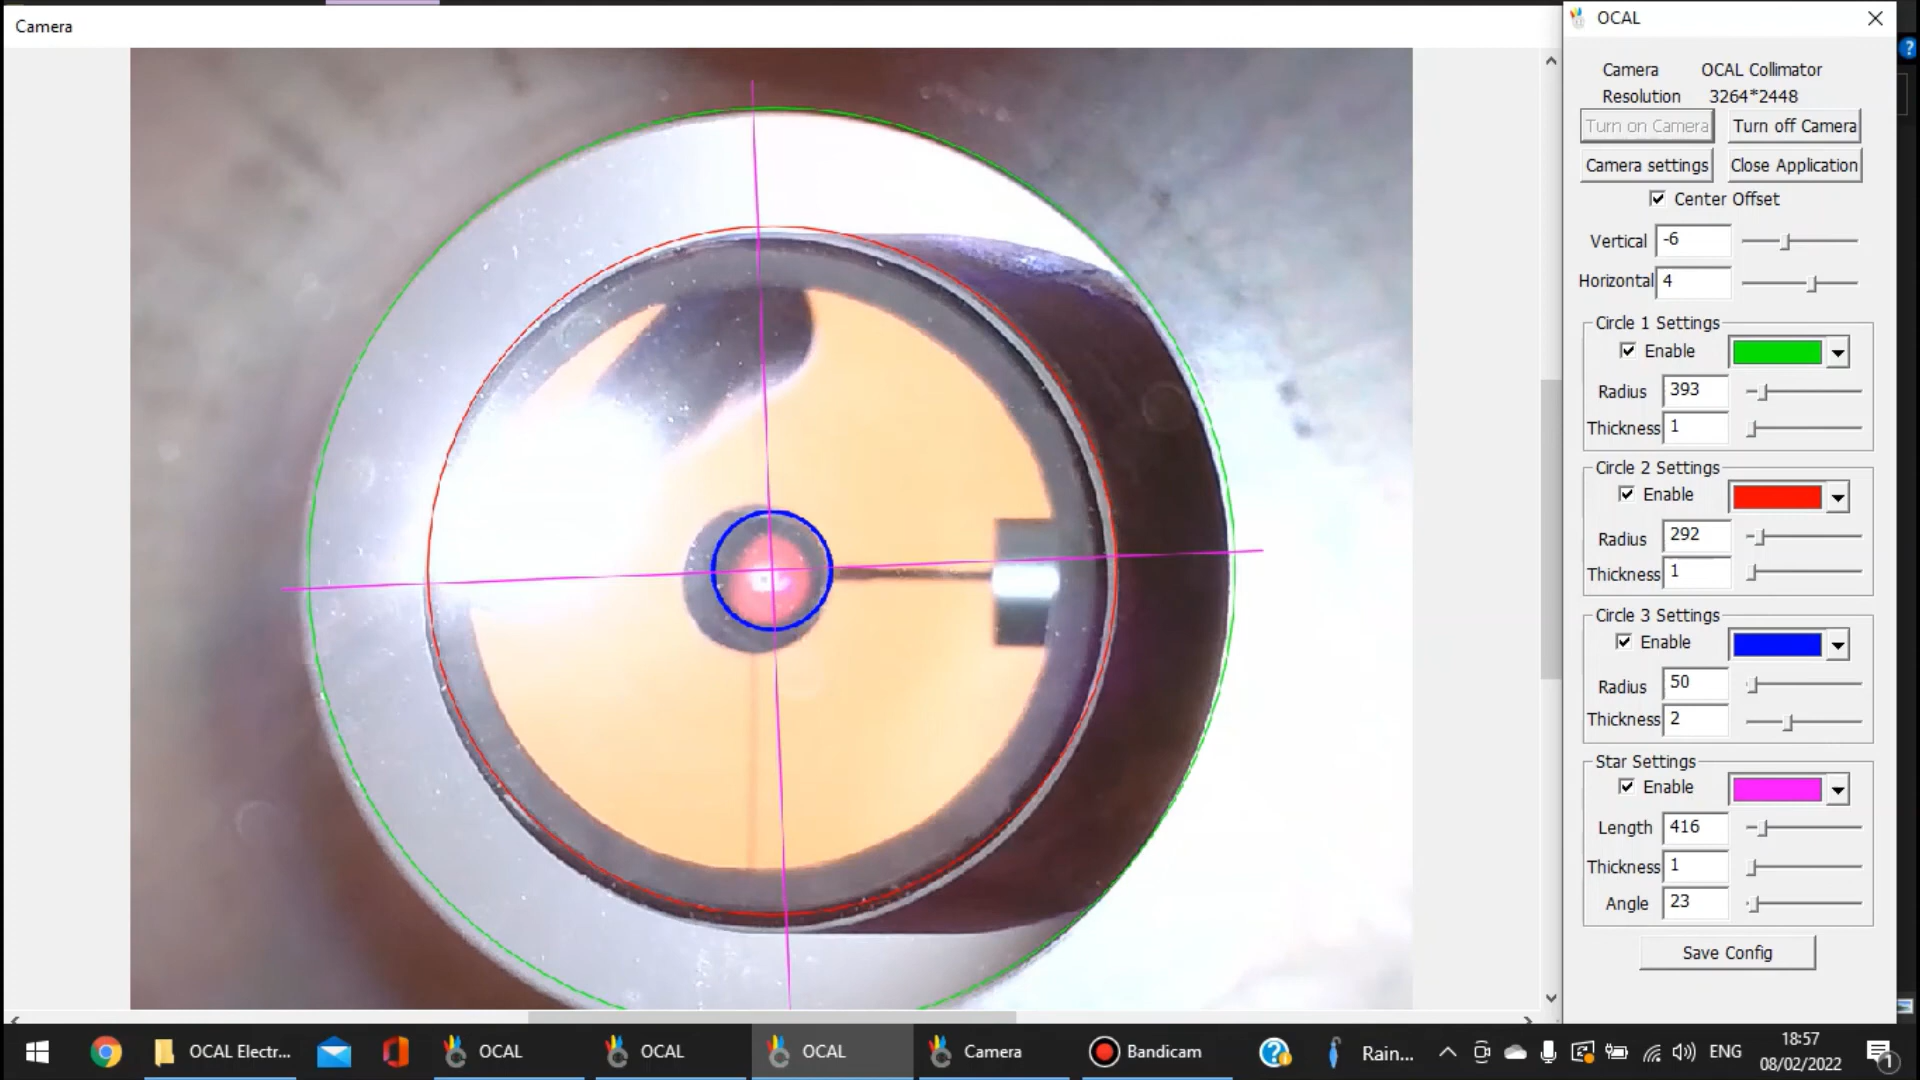 Camera
OCAL
Camera OCAL Collimator
Resolution 3264*2448
Turn on Camera Turn off Camera
Camera settings Close Application
Center Offset
Vertical -6
Horizontal 4
Circle 1 Settings
Enable
Radius 393
Thickness 1
Circle 2 Settings
Enable
Radius 292
Thickness 1
Circle 3 Settings
Enable
Radius 50
Thickness 2
Star Settings
Enable
Length 416
Thickness 1
Angle 23
Save Config
OCAL Electr... OCAL OCAL OCAL Camera Bandicam Rain... ENG 18:57
08/02/2022 1